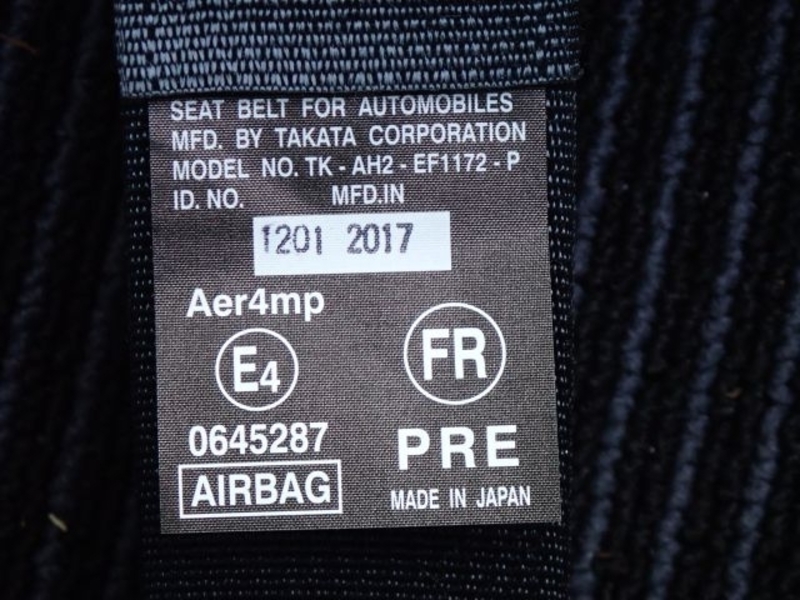 SEAT BELT FOR AUTOMOBILES
MFD. BY TAKATA CORPORATION
MODEL NO. TK - AH2 - EF1172 - P
ID. NO. MFD.IN
1201 2017
Aer4mp
E4
FR
0645287
PRE
AIRBAG
MADE IN JAPAN